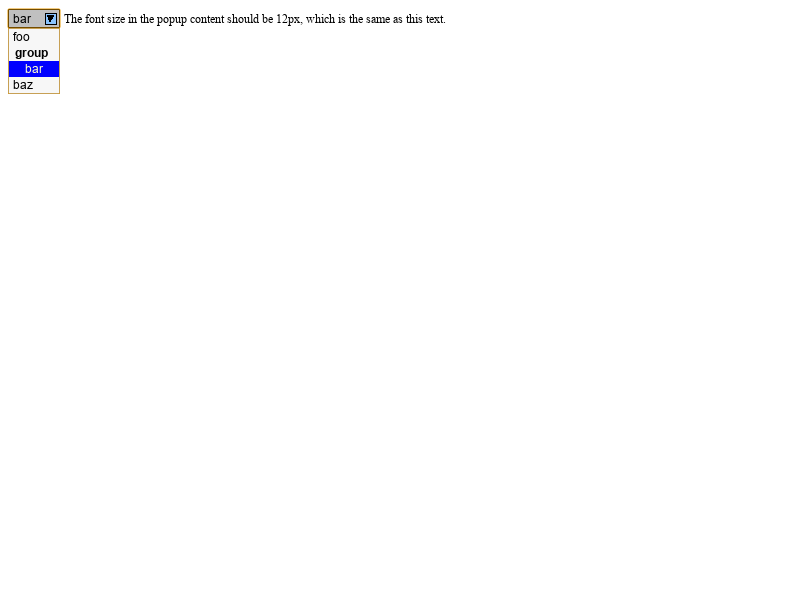 bar The font size in the popup content should be 12px, which is the same as this text.
foo
group
bar
baz